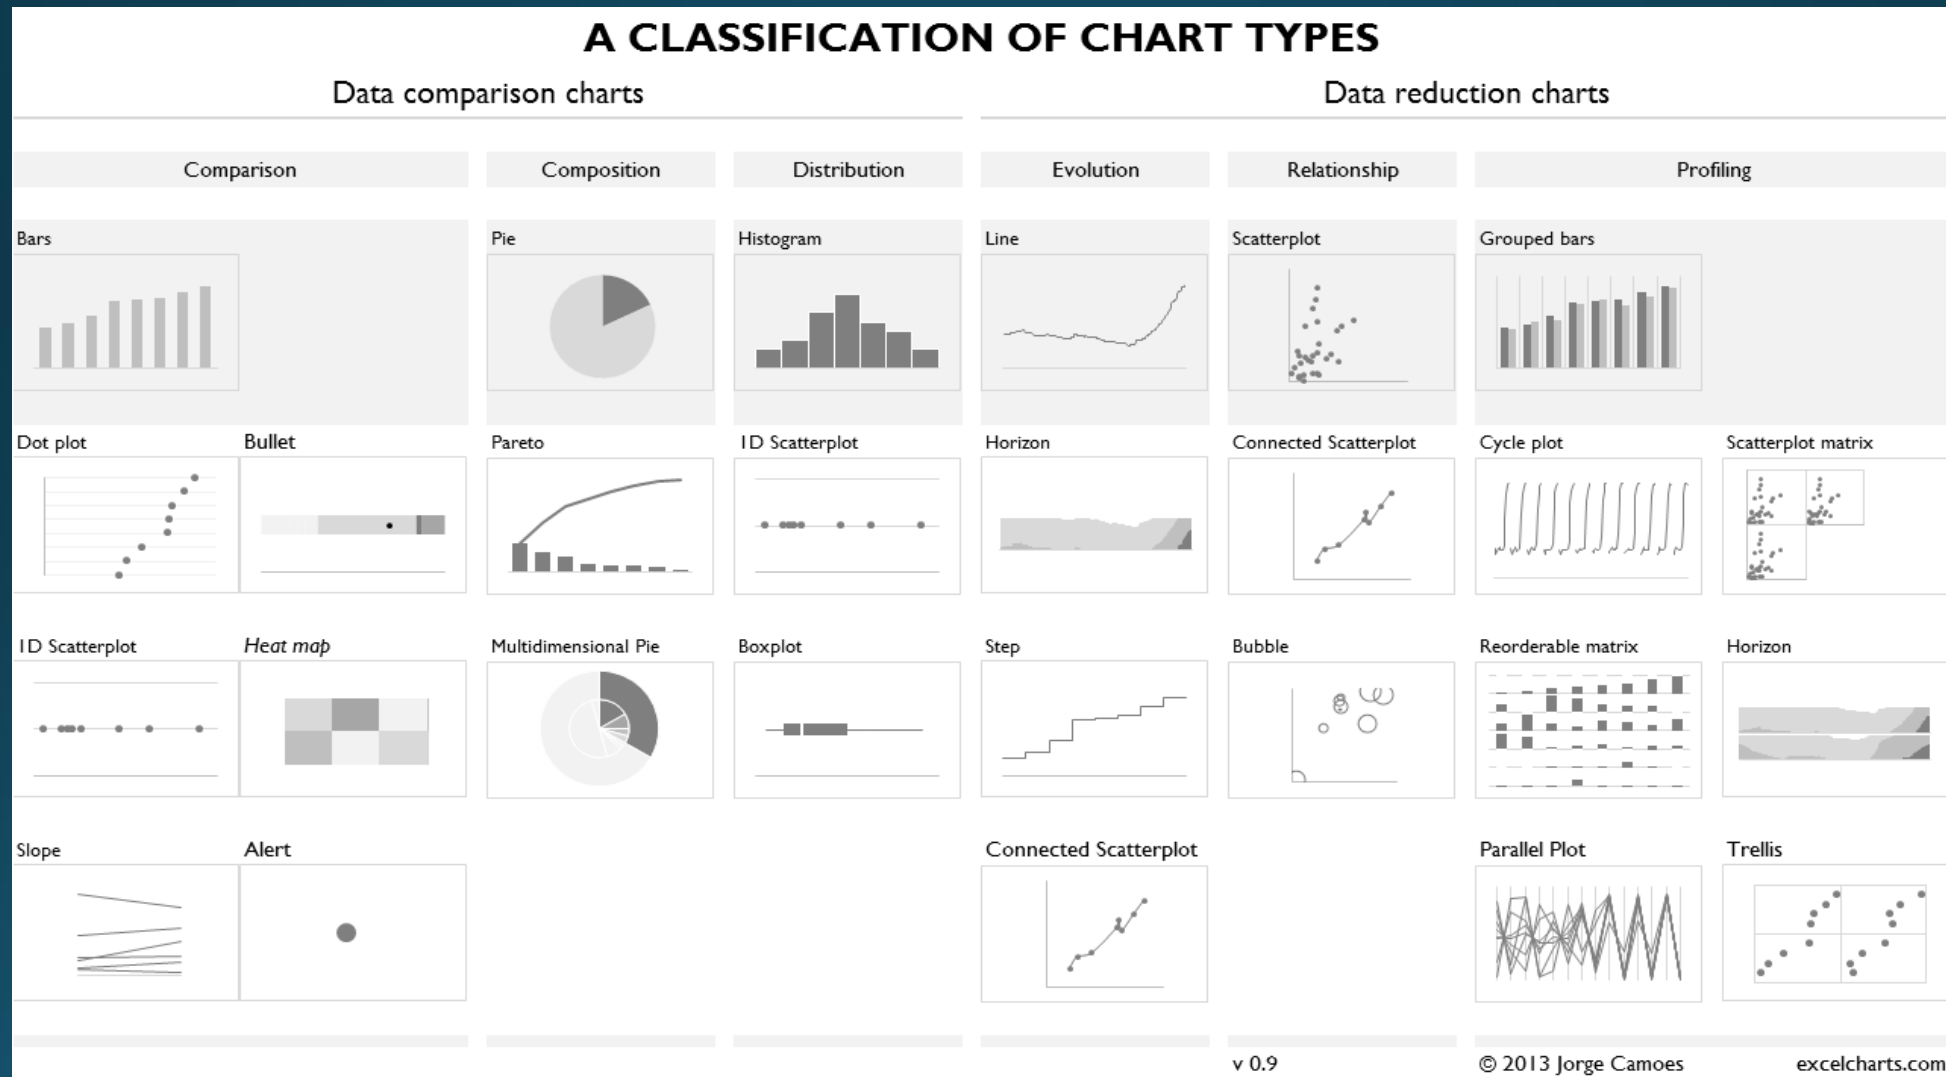 A CLASSIFICATION OF CHART TYPES
Data comparison charts
Data reduction charts
Comparison
Composition
Distribution
Evolution
Relationship
Profiling
Bars
Pie
Histogram
Line
Scatterplot
Grouped bars
Dot plot
Bullet
Pareto
1D Scatterplot
Horizon
Connected Scatterplot
Cycle plot
Scatterplot matrix
1D Scatterplot
Heat map
Multidimensional Pie
Boxplot
Step
Bubble
Reorderable matrix
Horizon
Slope
Alert
Connected Scatterplot
Parallel Plot
Trellis
v 0.9
© 2013 Jorge Camoes
excelcharts.com